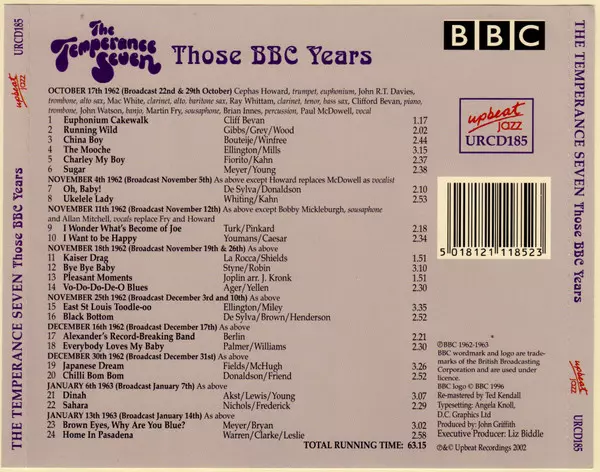 The Temperance Seven
Those BBC Years
BBC
OCTOBER 17th 1962 (Broadcast 22nd & 29th October) Cephas Howard, trumpet, euphonium, John R.T. Davies,
trombone, alto sax, Mac White, clarinet, alto, baritone sax, Ray Whittam, clarinet, tenor, bass sax, Clifford Bevan, piano,
trombone, John Watson, banjo, Martin Fry, sousaphone, Brian Innes, percussion, Paul McDowell, vocal
1 Euphonium Cakewalk Cliff Bevan 1.17
2 Running Wild Gibbs/Grey/Wood 2.02
3 China Boy Bouteije/Winfree 2.44
4 The Mooche Ellington/Mills 3.15
5 Charley My Boy Fiorito/Kahn 2.37
6 Sugar Meyer/Young 2.38
NOVEMBER 4th 1962 (Broadcast November 5th) As above except Howard replaces McDowell as vocalist
7 Oh, Baby! De Sylva/Donaldson 2.10
8 Ukelele Lady Whiting/Kahn 2.53
NOVEMBER 11th 1962 (Broadcast November 12th) As above except Bobby Mickleburgh, sousaphone
and Allan Mitchell, vocals replace Fry and Howard
9 I Wonder What's Become of Joe Turk/Pinkard 2.18
10 I Want to be Happy Youmans/Caesar 2.34
NOVEMBER 18th 1962 (Broadcast November 19th & 26th) As above
11 Kaiser Drag La Rocca/Shields 1.51
12 Bye Bye Baby Styne/Robin 3.10
13 Pleasant Moments Joplin arr. J. Kronk 1.51
14 Vo-Do-Do-De-O Blues Ager/Yellen 2.30
NOVEMBER 25th 1962 (Broadcast December 3rd and 10th) As above
15 East St Louis Toodle-oo Ellington/Miley 3.35
16 Black Bottom De Sylva/Brown/Henderson 2.52
DECEMBER 16th 1962 (Broadcast December 17th) As above
17 Alexander's Record-Breaking Band Berlin 2.21
18 Everybody Loves My Baby Palmer/Williams 2.30
DECEMBER 30th 1962 (Broadcast December 31st) As above
19 Japanese Dream Fields/McHugh 3.26
20 Chilli Bom Bom Donaldson/Friend 2.52
JANUARY 6th 1963 (Broadcast January 7th) As above
21 Dinah Akst/Lewis/Young 3.07
22 Sahara Nichols/Frederick 2.29
JANUARY 13th 1963 (Broadcast January 14th) As above
23 Brown Eyes, Why Are You Blue? Meyer/Bryan 3.02
24 Home In Pasadena Warren/Clarke/Leslie 2.58
TOTAL RUNNING TIME: 63.15
upbeat
jazz
URCD185
5 018121 118523
℗BBC 1962-1963
BBC wordmark and logo are trade-
marks of the British Broadcasting
Corporation and are used under
licence.
BBC logo © BBC 1996
Re-mastered by Ted Kendall
Typesetting: Angela Knoll,
D.C. Graphics Ltd
Produced by: John Griffith
Executive Producer: Liz Biddle
℗&© Upbeat Recordings 2002
THE TEMPERANCE SEVEN Those BBC Years
upbeat
jazz
URCD185
THE TEMPERANCE SEVEN Those BBC Years
upbeat
jazz
URCD185